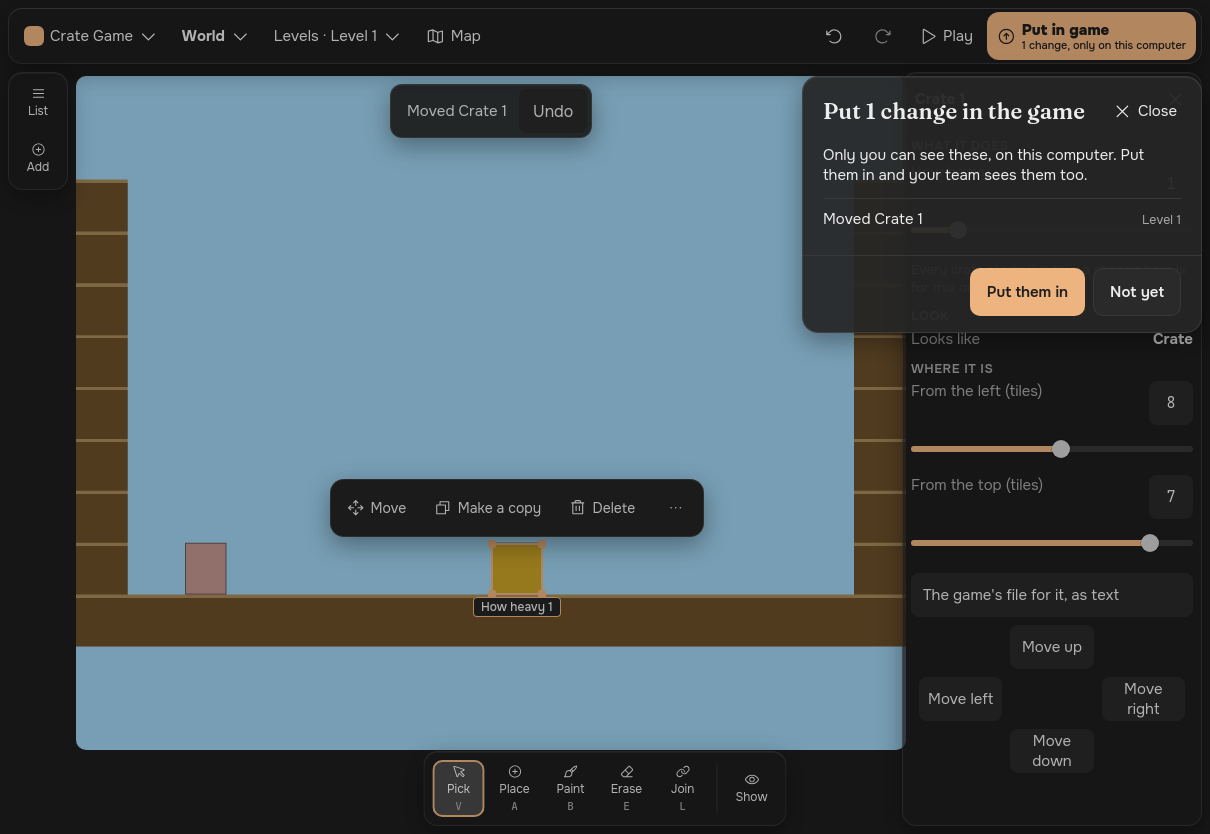 Crate Game
World
Levels · Level 1
Map
Play
Put in game
1 change, only on this computer
List
Add
Moved Crate 1
Undo
Put 1 change in the game
Close
Only you can see these, on this computer. Put
them in and your team sees them too.
Moved Crate 1
Level 1
Put them in
Not yet
Crate 1
LOOK
Looks like
Crate
WHERE IT IS
From the left (tiles)
8
From the top (tiles)
7
The game's file for it, as text
Move up
Move left
Move
right
Move
down
Move
Make a copy
Delete
···
How heavy 1
Pick
V
Place
A
Paint
B
Erase
E
Join
L
Show